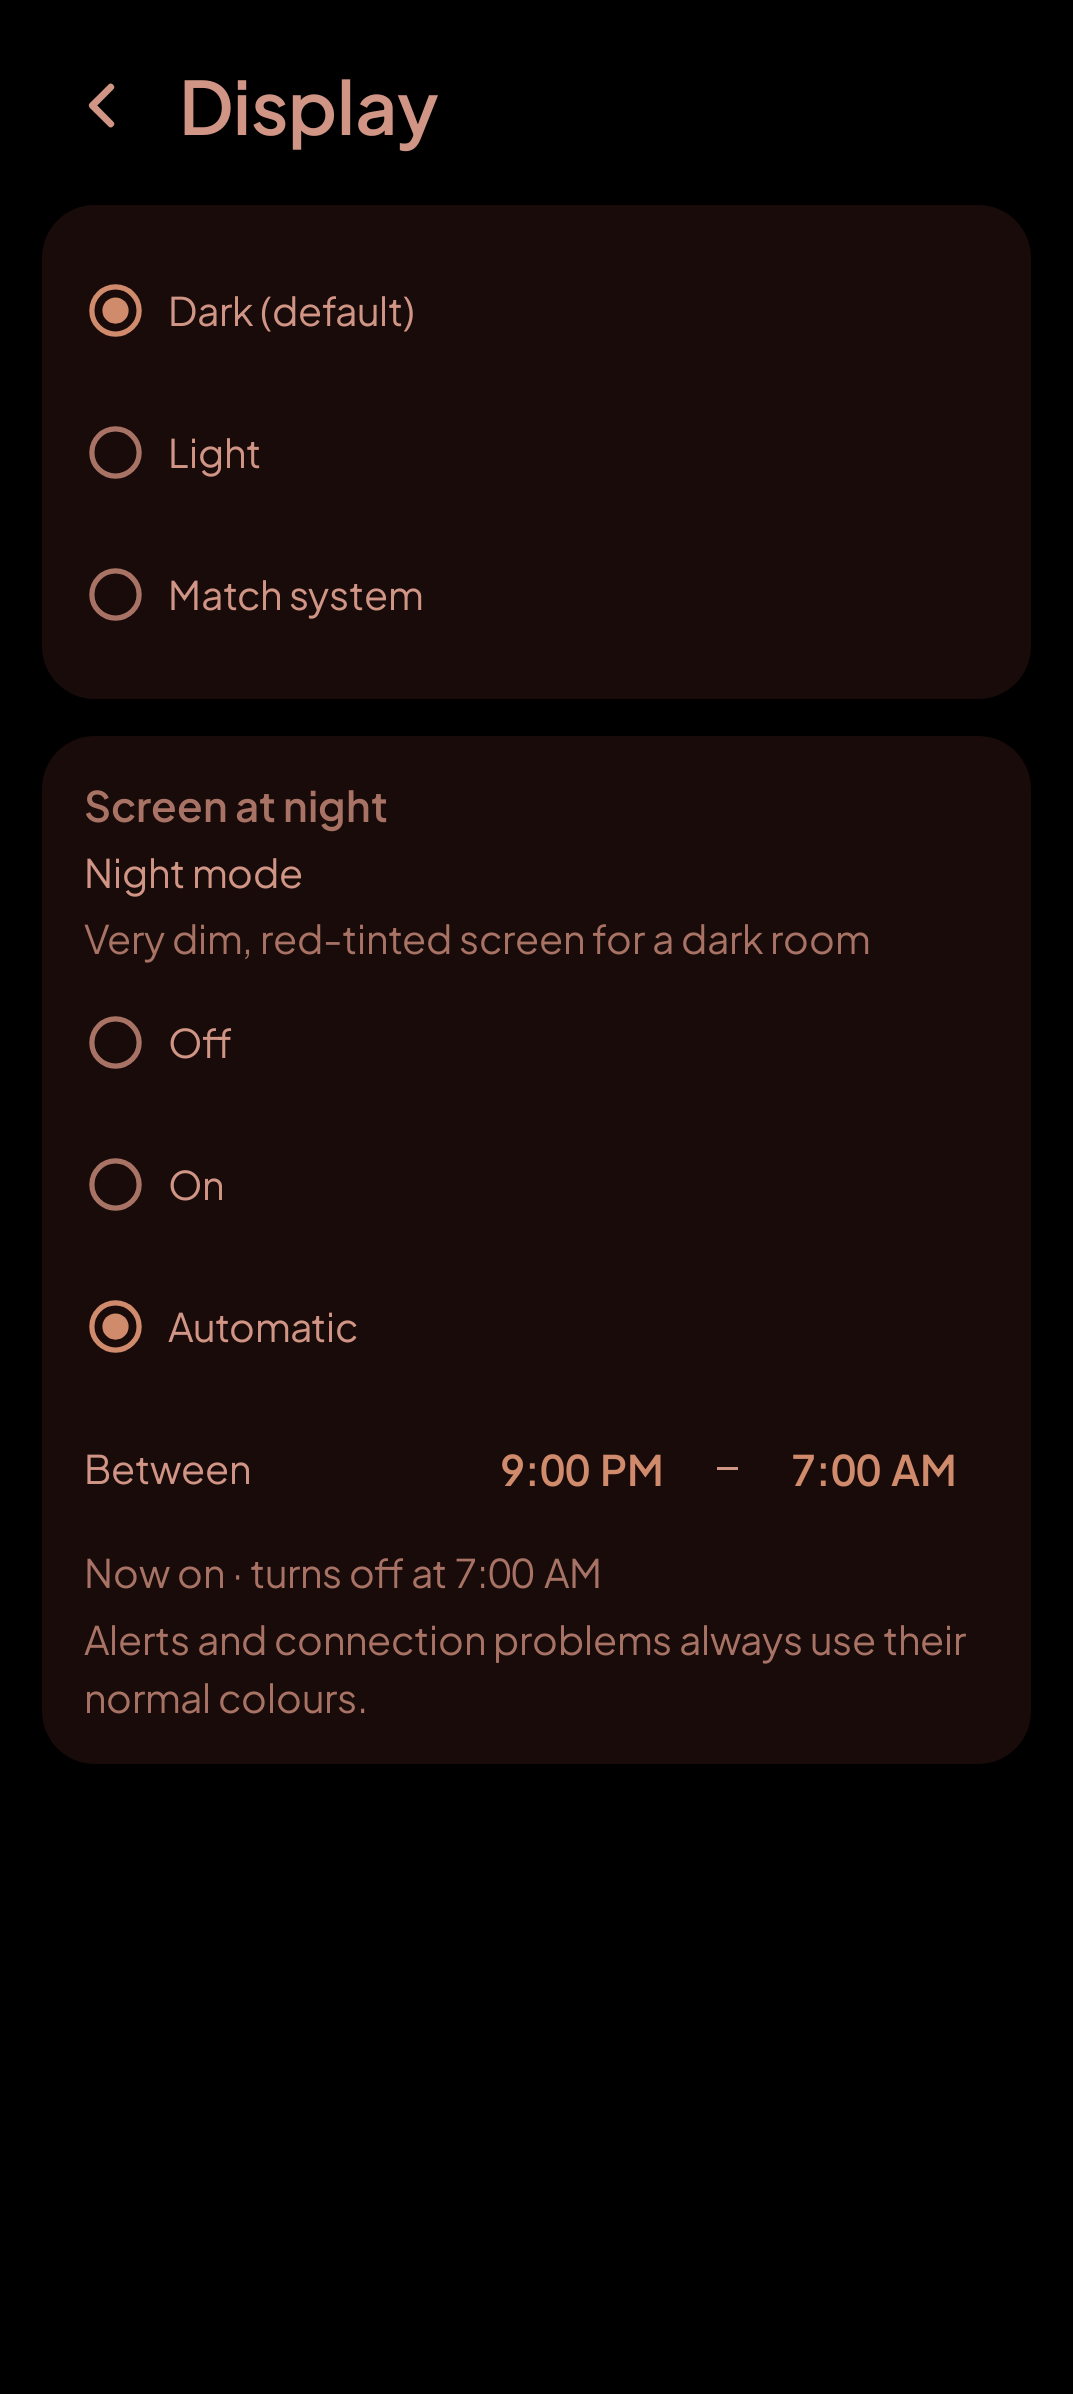 Display
Dark (default)
Light
Match system
Screen at night
Night mode
Very dim, red-tinted screen for a dark room
Off
On
Automatic
Between 9:00 PM – 7:00 AM
Now on · turns off at 7:00 AM
Alerts and connection problems always use their
normal colours.